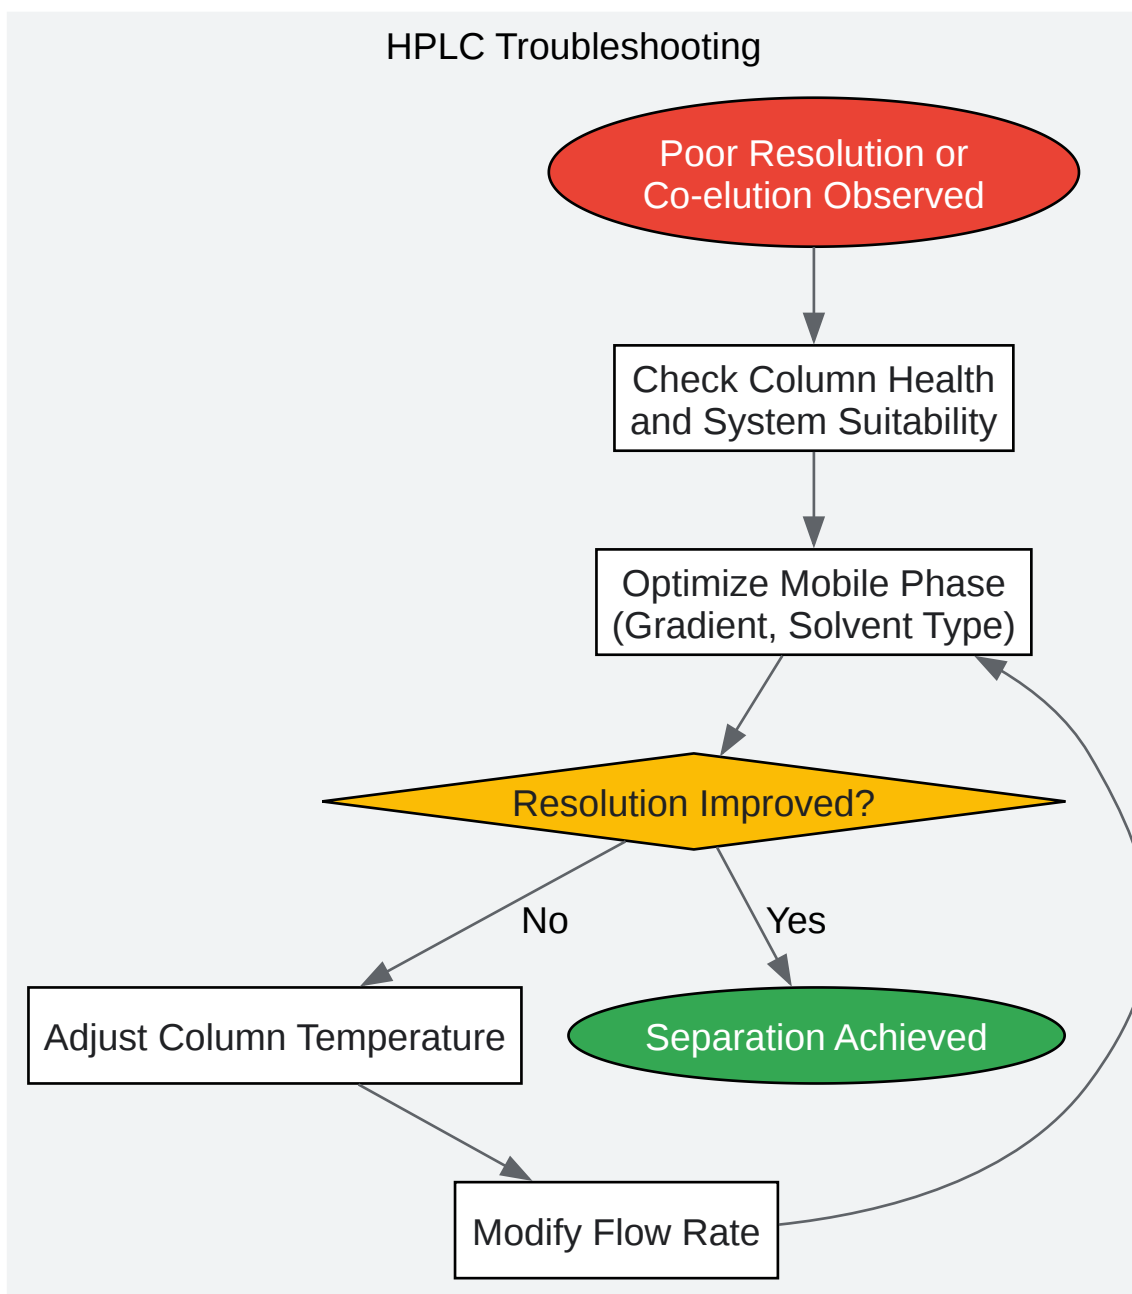 HPLC Troubleshooting
Poor Resolution or
Co-elution Observed
Check Column Health
and System Suitability
Optimize Mobile Phase
(Gradient, Solvent Type)
Resolution Improved?
No
Yes
Adjust Column Temperature
Separation Achieved
Modify Flow Rate